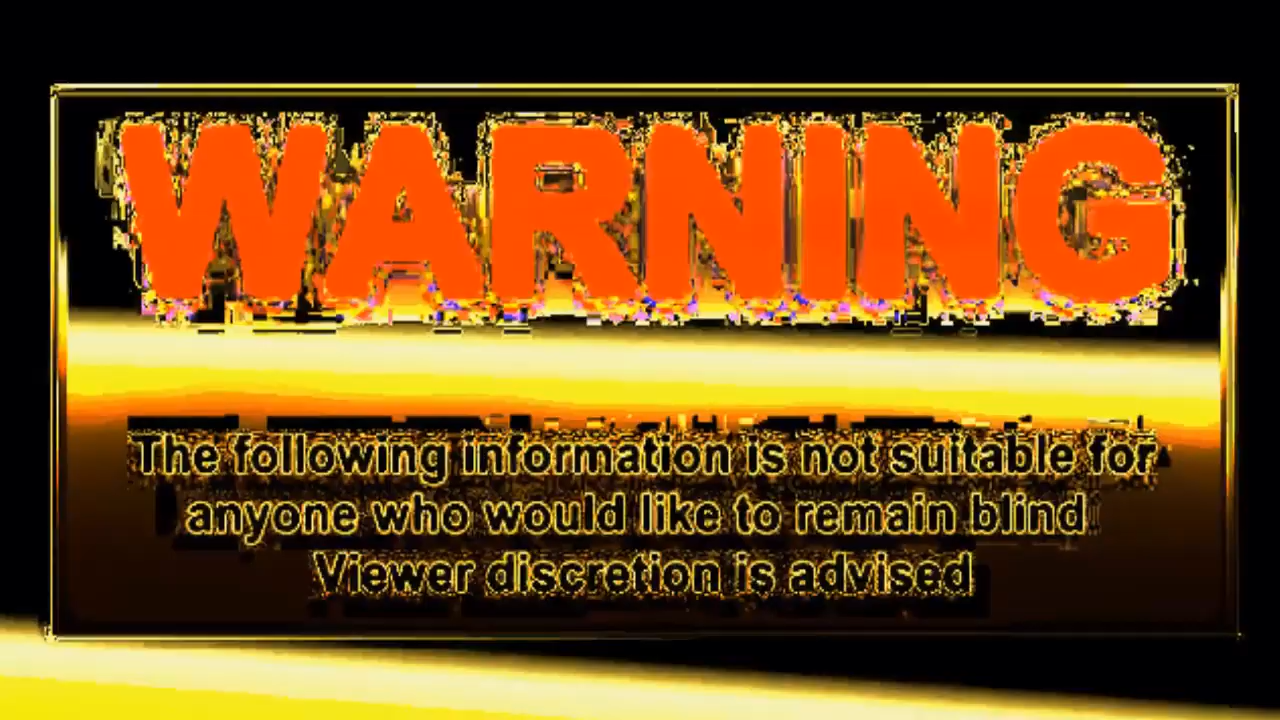 WARNING
The following information is not suitable for
anyone who would like to remain blind
Viewer discretion is advised